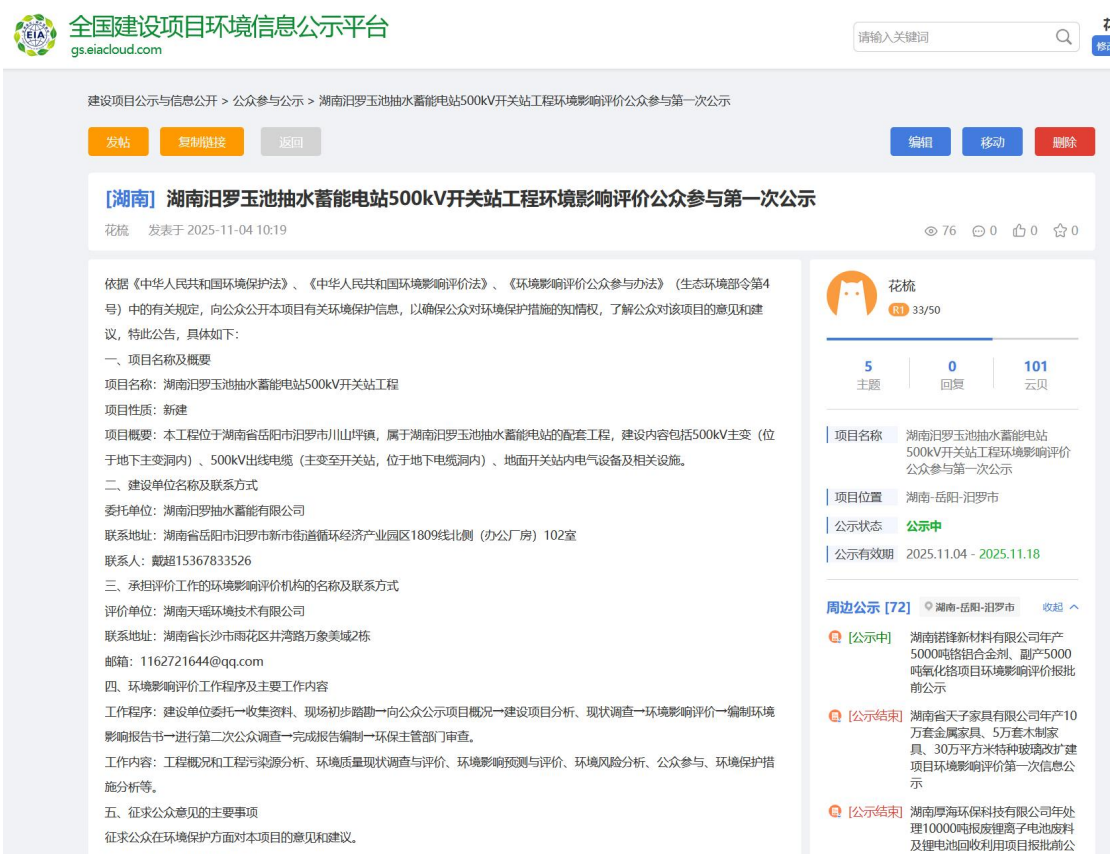 全国建设项目环境信息公示平台
gs.eiacloud.com
请输入关键词
建设项目公示与信息公开 > 公众参与公示 > 湖南汨罗玉池抽水蓄能电站500kV开关站工程环境影响评价公众参与第一次公示
发帖
复制链接
返回
编辑
移动
删除
[湖南] 湖南汨罗玉池抽水蓄能电站500kV开关站工程环境影响评价公众参与第一次公示
花梳 发表于 2025-11-04 10:19
76 0 0 0
依据《中华人民共和国环境保护法》、《中华人民共和国环境影响评价法》、《环境影响评价公众参与办法》（生态环境部令第4
号）中的有关规定，向公众公开本项目有关环境保护信息，以确保公众对环境保护措施的知情权，了解公众对该项目的意见和建
议，特此公告，具体如下：
一、项目名称及概要
项目名称：湖南汨罗玉池抽水蓄能电站500kV开关站工程
项目性质：新建
项目概要：本工程位于湖南省岳阳市汨罗市川山坪镇，属于湖南汨罗玉池抽水蓄能电站的配套工程，建设内容包括500kV主变（位
于地下主变洞内）、500kV出线电缆（主变至开关站，位于地下电缆洞内）、地面开关站内电气设备及相关设施。
二、建设单位名称及联系方式
委托单位：湖南汨罗抽水蓄能有限公司
联系地址：湖南省岳阳市汨罗市新市街道循环经济产业园区1809线北侧（办公厂房）102室
联系人：戴超15367833526
三、承担评价工作的环境影响评价机构的名称及联系方式
评价单位：湖南天瑶环境技术有限公司
联系地址：湖南省长沙市雨花区井湾路万象美域2栋
邮箱：1162721644@qq.com
四、环境影响评价工作程序及主要工作内容
工作程序：建设单位委托→收集资料、现场初步踏勘→向公众公示项目概况→建设项目分析、现状调查→环境影响评价→编制环境
影响报告书→进行第二次公众调查→完成报告编制→环保主管部门审查。
工作内容：工程概况和工程污染源分析、环境质量现状调查与评价、环境影响预测与评价、环境风险分析、公众参与、环境保护措
施分析等。
五、征求公众意见的主要事项
征求公众在环境保护方面对本项目的意见和建议。
花梳
R1 33/50
5 0 101
主题 回复 云贝
项目名称 湖南汨罗玉池抽水蓄能电站
500kV开关站工程环境影响评价
公众参与第一次公示
项目位置 湖南-岳阳-汨罗市
公示状态 公示中
公示有效期 2025.11.04 - 2025.11.18
周边公示 [72] 湖南-岳阳-汨罗市 收起
[公示中] 湖南锘锋新材料有限公司年产
5000吨铬铝合金剂、副产5000
吨氧化铬项目环境影响评价报批
前公示
[公示结束] 湖南省天子家具有限公司年产10
万套金属家具、5万套木制家
具、30万平方米特种玻璃改扩建
项目环境影响评价第一次信息公
示
[公示结束] 湖南厚海环保科技有限公司年处
理10000吨报废锂离子电池废料
及锂电池回收利用项目报批前公